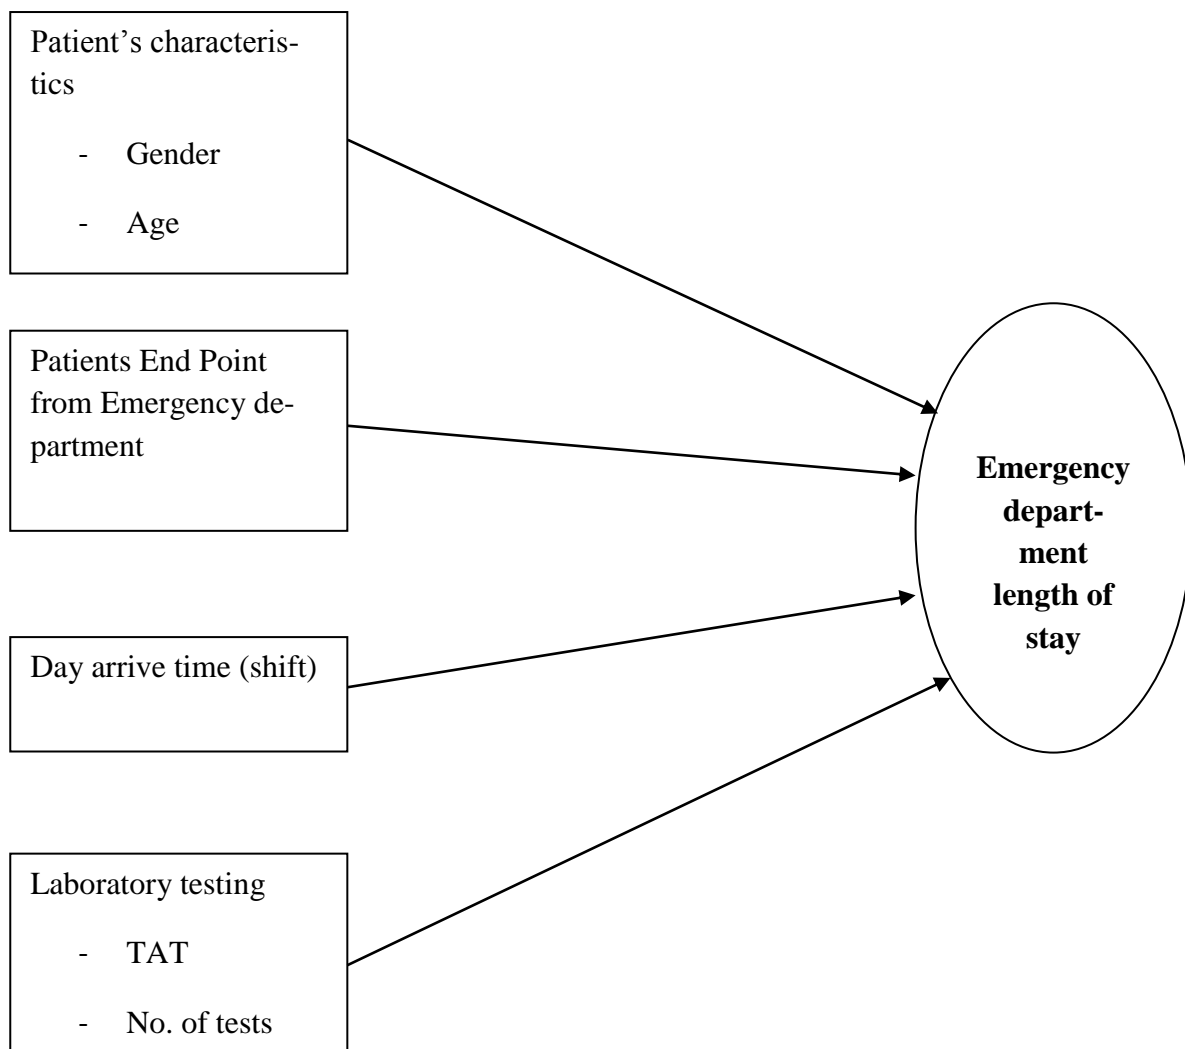 Patient’s characteris-
tics
- Gender
- Age
Patients End Point
from Emergency de-
partment
Day arrive time (shift)
Laboratory testing
- TAT
- No. of tests
Emergency
depart-
ment
length of
stay